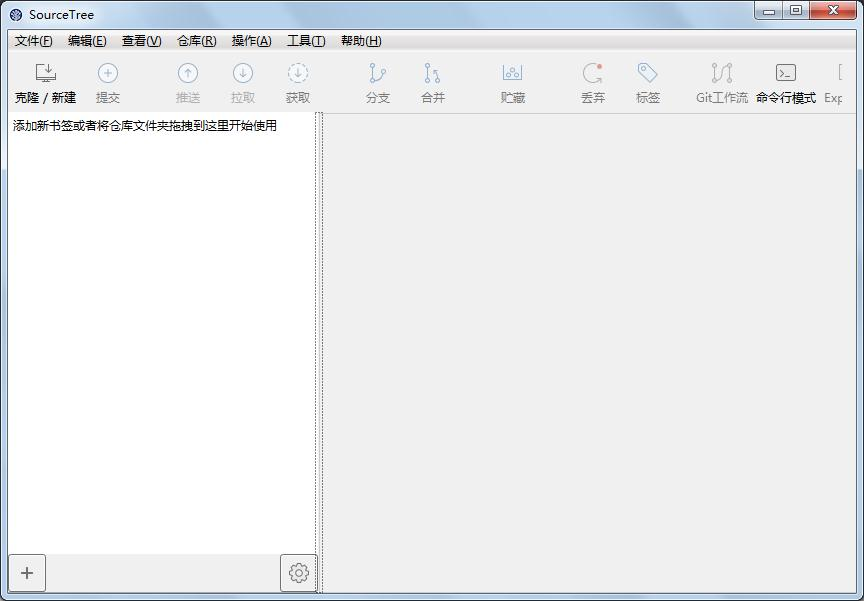 SourceTree
文件(F) 编辑(E) 查看(V) 仓库(R) 操作(A) 工具(T) 帮助(H)
克隆 / 新建 提交 推送 拉取 获取 分支 合并 贮藏 丢弃 标签 Git工作流 命令行模式 Exp
添加新书签或者将仓库文件夹拖拽到这里开始使用